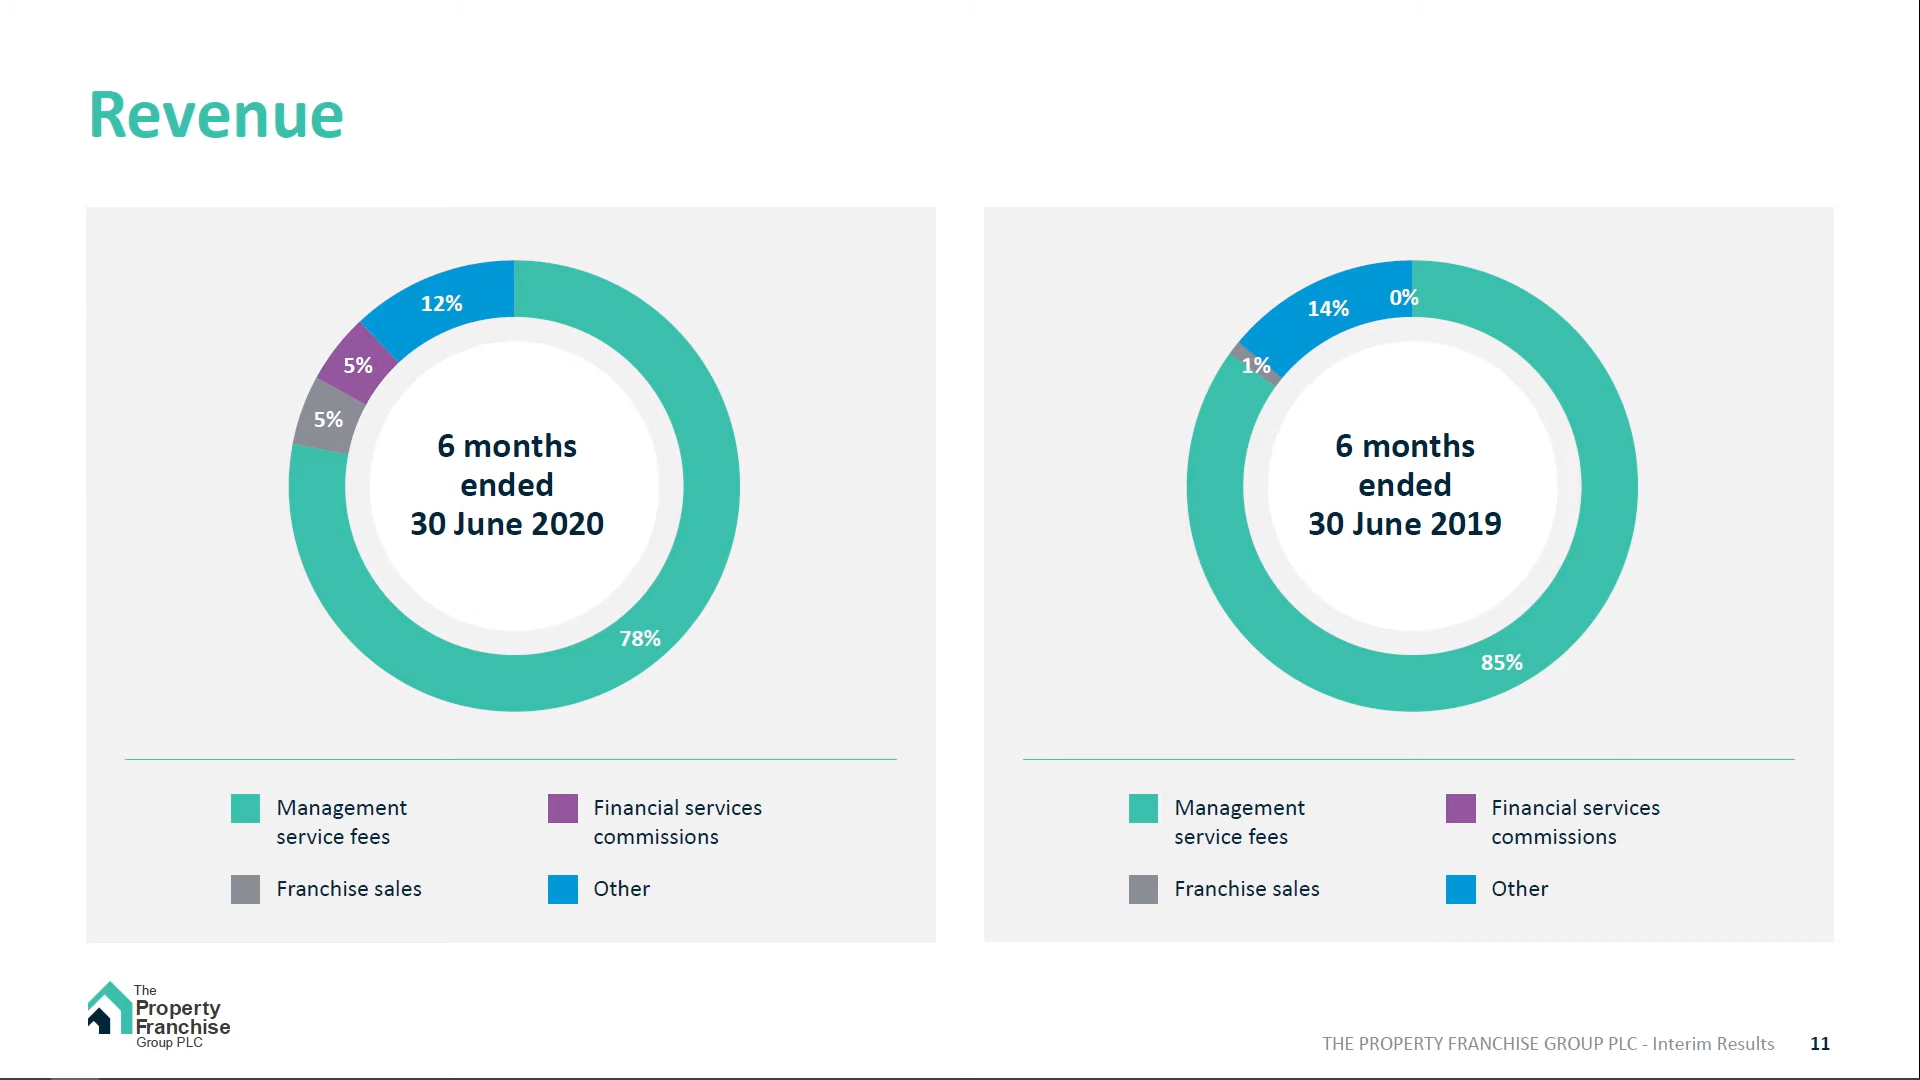 Revenue
12%
5%
5%
78%
6 months
ended
30 June 2020
Management
service fees
Financial services
commissions
Franchise sales
Other
14%
0%
1%
85%
6 months
ended
30 June 2019
Management
service fees
Financial services
commissions
Franchise sales
Other
The
Property
Franchise
Group PLC
THE PROPERTY FRANCHISE GROUP PLC - Interim Results 11